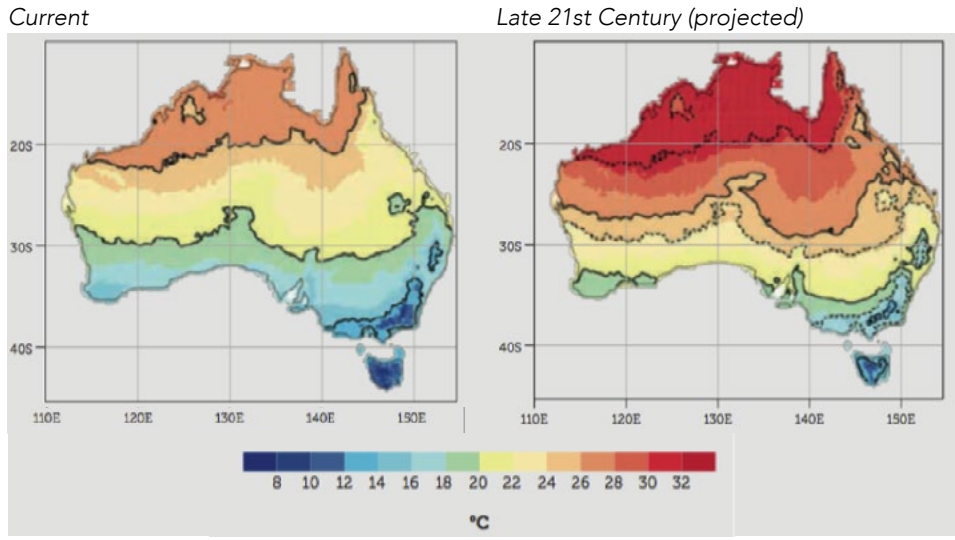 Current
Late 21st Century (projected)
20S
30S
40S
110E 120E 130E 140E 150E
20S
30S
40S
110E 120E 130E 140E 150E
8 10 12 14 16 18 20 22 24 26 28 30 32
°C